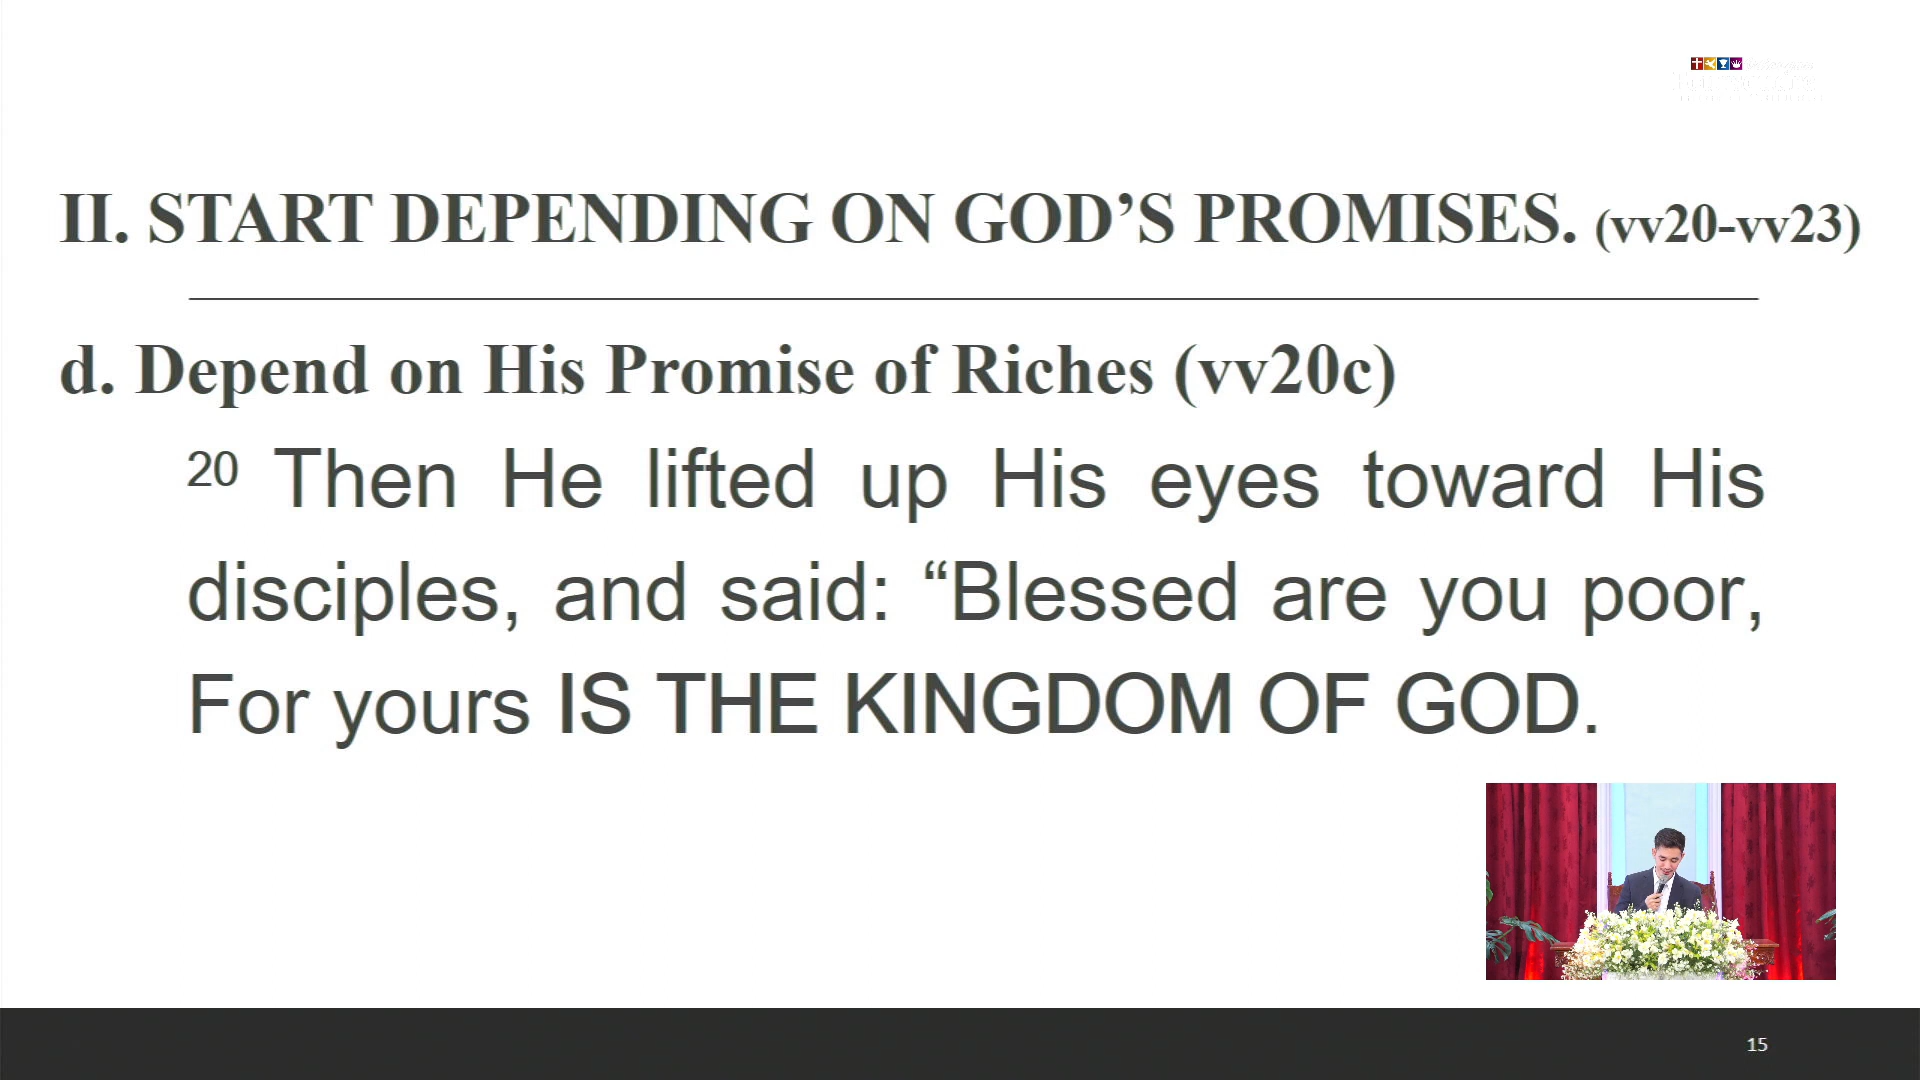 II. START DEPENDING ON GOD’S PROMISES. (vv20-vv23)
d. Depend on His Promise of Riches (vv20c)
20 Then He lifted up His eyes toward His
disciples, and said: “Blessed are you poor,
For yours IS THE KINGDOM OF GOD.
15